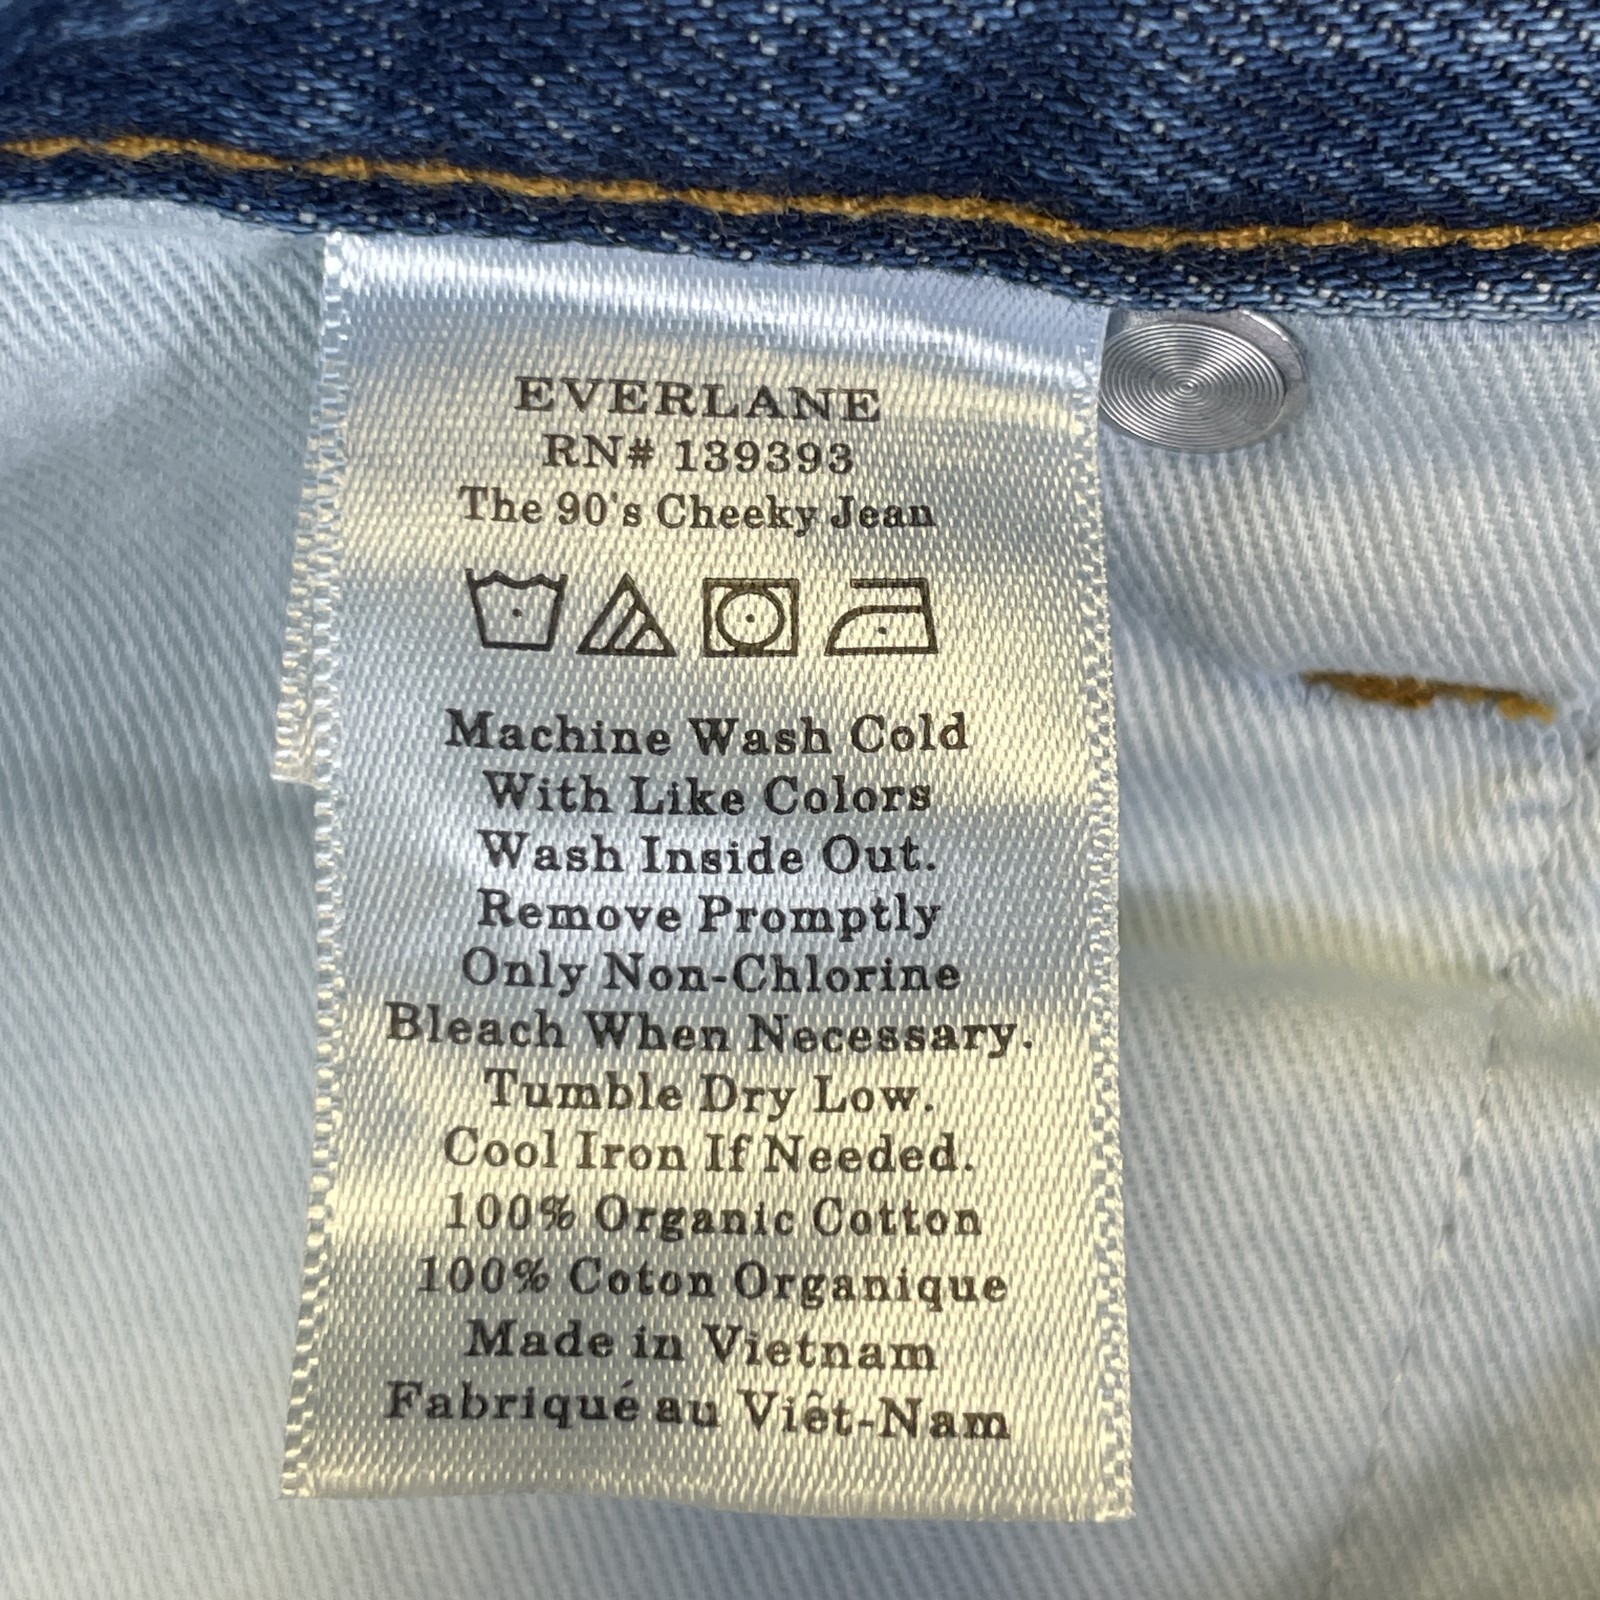 EVERLANE
RN# 139393
The 90's Cheeky Jean
Machine Wash Cold
With Like Colors
Wash Inside Out.
Remove Promptly
Only Non-Chlorine
Bleach When Necessary.
Tumble Dry Low.
Cool Iron If Needed.
100% Organic Cotton
100% Coton Organique
Made in Vietnam
Fabriqué au Viêt-Nam